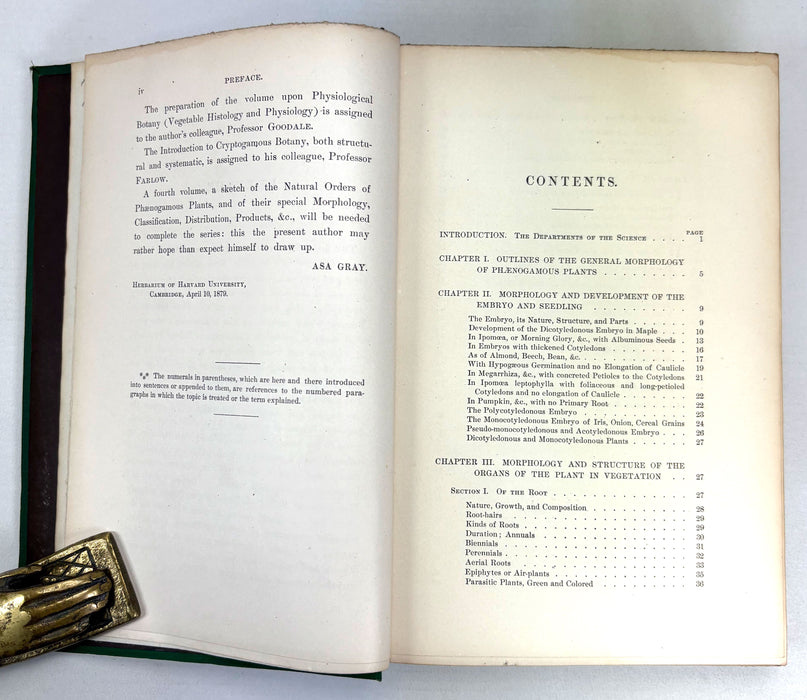 iv
PREFACE.
The preparation of the volume upon Physiological
Botany (Vegetable Histology and Physiology) is assigned
to the author's colleague, Professor GOODALE.
The Introduction to Cryptogamous Botany, both structu-
ral and systematic, is assigned to his colleague, Professor
FARLOW.
A fourth volume, a sketch of the Natural Orders of
Phænogamous Plants, and of their special Morphology,
Classification, Distribution, Products, &c., will be needed
to complete the series: this the present author may
rather hope than expect himself to draw up.
ASA GRAY.
HERBARIUM OF HARVARD UNIVERSITY,
CAMBRIDGE, April 10, 1879.
*** The numerals in parentheses, which are here and there introduced
into sentences or appended to them, are references to the numbered para-
graphs in which the topic is treated or the term explained.
CONTENTS.
PAGE
INTRODUCTION. THE DEPARTMENTS OF THE SCIENCE . . . . 1
CHAPTER I. OUTLINES OF THE GENERAL MORPHOLOGY
OF PHÆNOGAMOUS PLANTS . . . . . . . . . 5
CHAPTER II. MORPHOLOGY AND DEVELOPMENT OF THE
EMBRYO AND SEEDLING . . . . . . . . . . 9
The Embryo, its Nature, Structure, and Parts . . . . . 9
Development of the Dicotyledonous Embryo in Maple . . . 10
In Ipomœa, or Morning Glory, &c., with Albuminous Seeds . 13
In Embryos with thickened Cotyledons . . . . . . . 16
As of Almond, Beech, Bean, &c. . . . . . . . . . 17
With Hypogæous Germination and no Elongation of Caulicle 19
In Megarrhiza, &c., with concreted Petioles to the Cotyledons 21
In Ipomœa leptophylla with foliaceous and long-petioled
Cotyledons and no elongation of Caulicle . . . . . . 22
In Pumpkin, &c., with no Primary Root . . . . . . . 22
The Polycotyledonous Embryo . . . . . . . . . . 23
The Monocotyledonous Embryo of Iris, Onion, Cereal Grains 24
Pseudo-monocotyledonous and Acotyledonous Embryo . . . 26
Dicotyledonous and Monocotyledonous Plants . . . . . 27
CHAPTER III. MORPHOLOGY AND STRUCTURE OF THE
ORGANS OF THE PLANT IN VEGETATION . . 27
SECTION I. OF THE ROOT . . . . . . . . . . . . 27
Nature, Growth, and Composition . . . . . . . . . 28
Root-hairs . . . . . . . . . . . . . . . 29
Kinds of Roots . . . . . . . . . . . . . . 29
Duration; Annuals . . . . . . . . . . . . . 30
Biennials . . . . . . . . . . . . . . . . 31
Perennials . . . . . . . . . . . . . . . . 32
Aerial Roots . . . . . . . . . . . . . . . 33
Epiphytes or Air-plants . . . . . . . . . . . 35
Parasitic Plants, Green and Colored . . . . . . . . 36